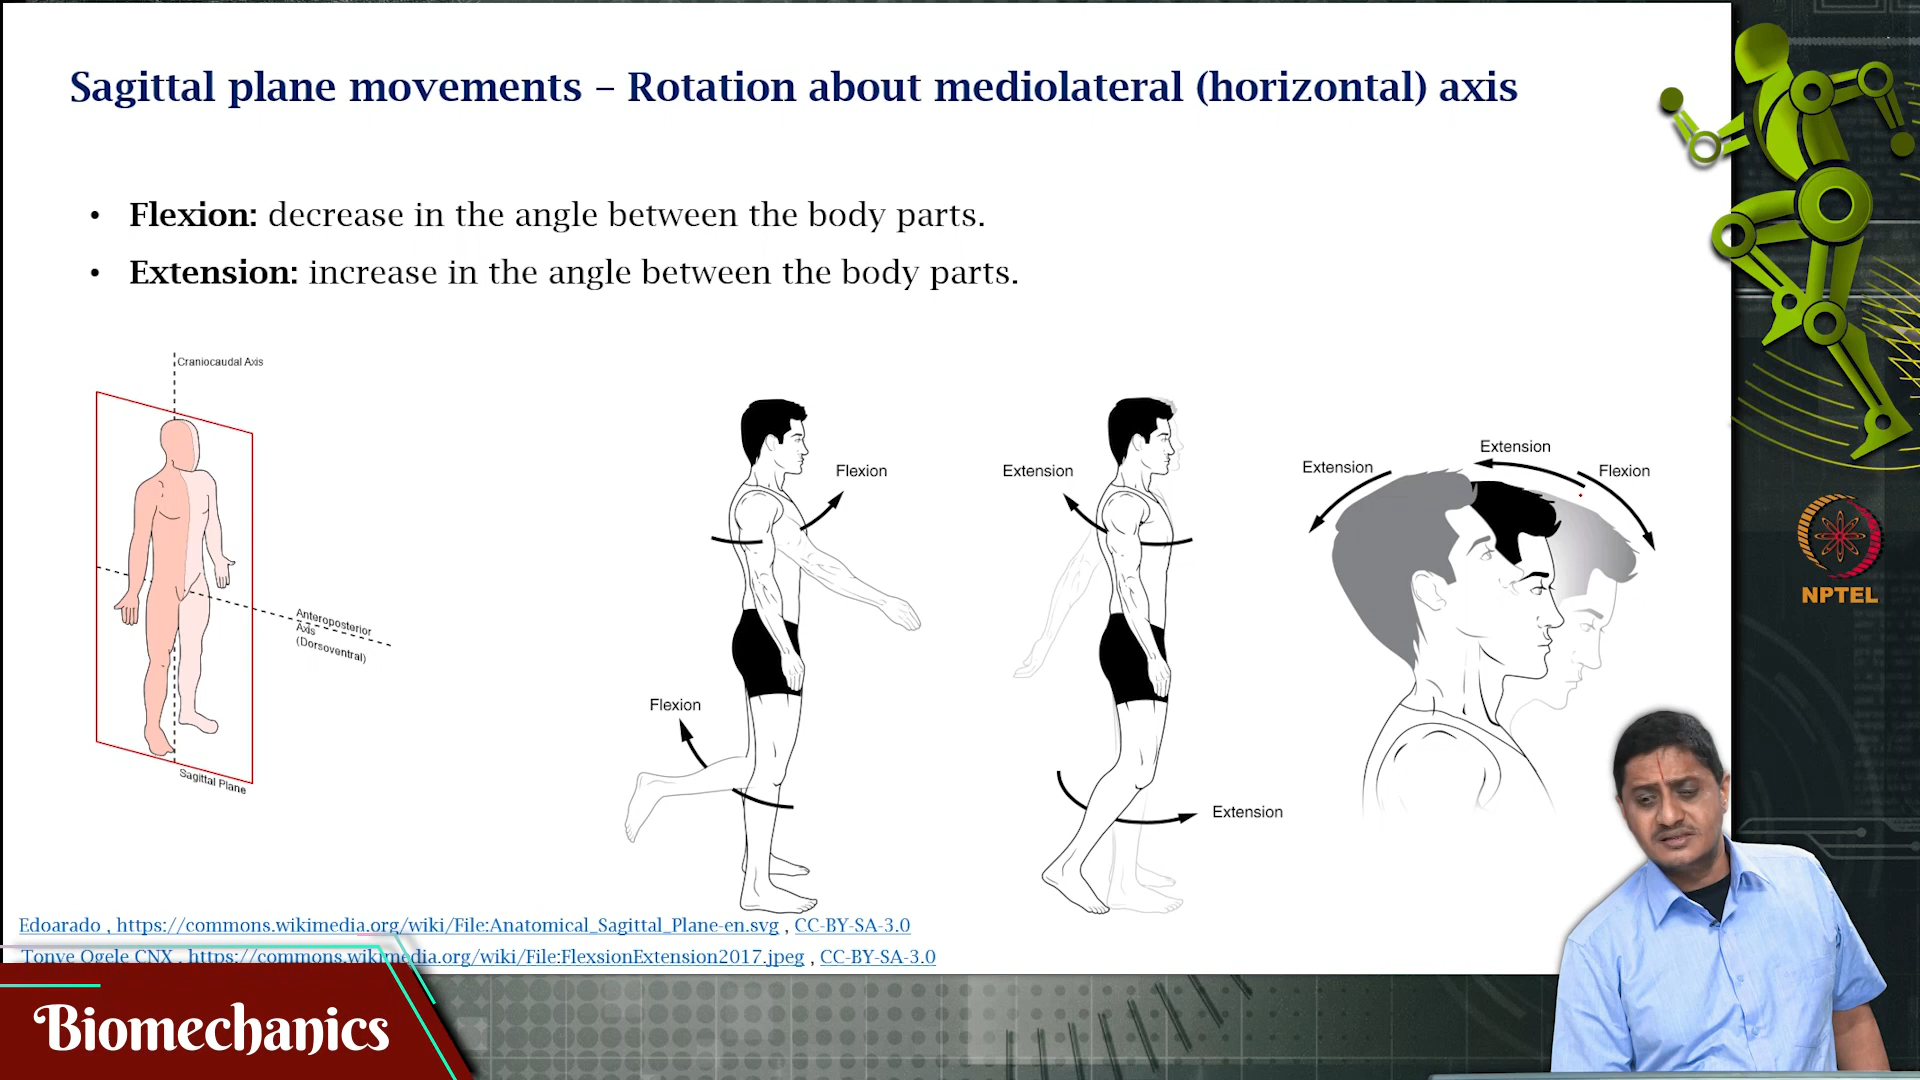 Sagittal plane movements – Rotation about mediolateral (horizontal) axis
• Flexion: decrease in the angle between the body parts.
• Extension: increase in the angle between the body parts.
Craniocaudal Axis
Anteroposterior
Axis
(Dorsoventral)
Sagittal Plane
Flexion
Flexion
Extension
Extension
Extension
Extension
Flexion
NPTEL
Edoarado , https://commons.wikimedia.org/wiki/File:Anatomical_Sagittal_Plane-en.svg , CC-BY-SA-3.0
Tonye Ogele CNX , https://commons.wikimedia.org/wiki/File:FlexsionExtension2017.jpeg , CC-BY-SA-3.0
Biomechanics